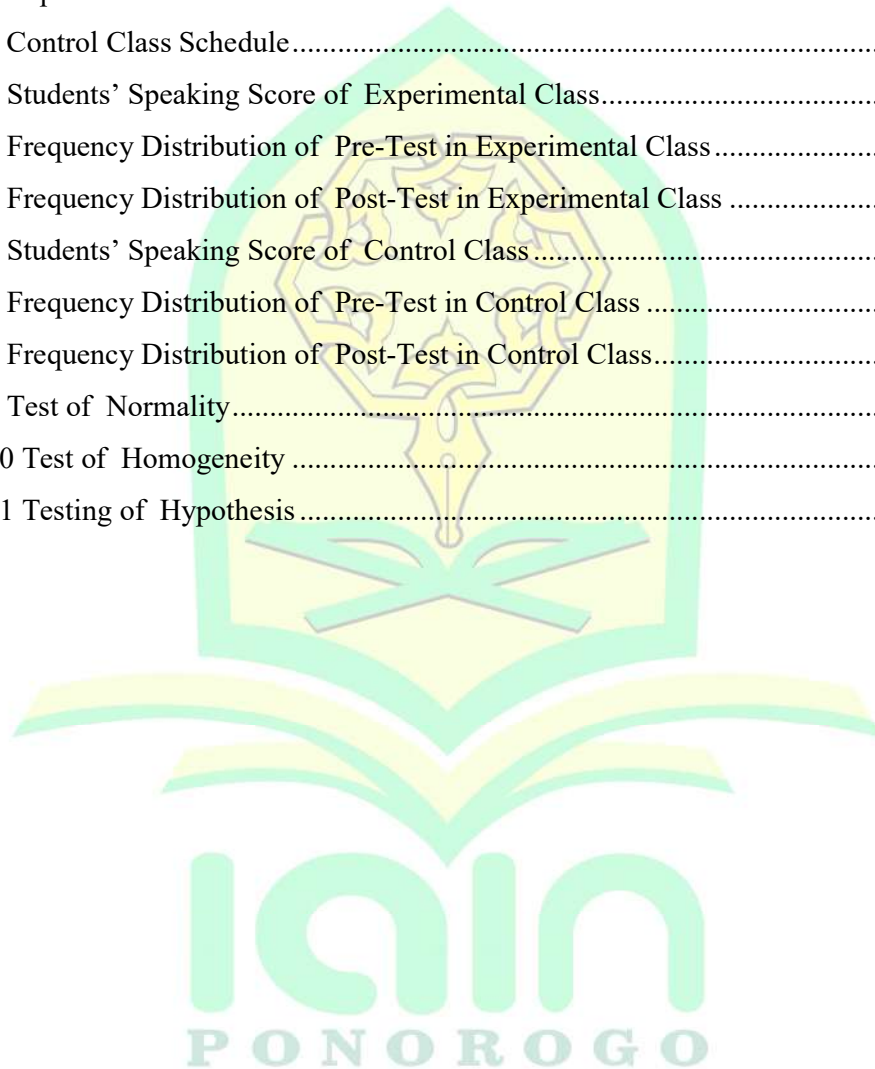 Control Class Schedule................................................................................
Students’ Speaking Score of Experimental Class.....................................
Frequency Distribution of Pre-Test in Experimental Class......................
Frequency Distribution of Post-Test in Experimental Class ....................
Students’ Speaking Score of Control Class..............................................
Frequency Distribution of Pre-Test in Control Class ...............................
Frequency Distribution of Post-Test in Control Class..............................
Test of Normality......................................................................................
0 Test of Homogeneity ..............................................................................
1 Testing of Hypothesis.............................................................................
iain
PONOROGO